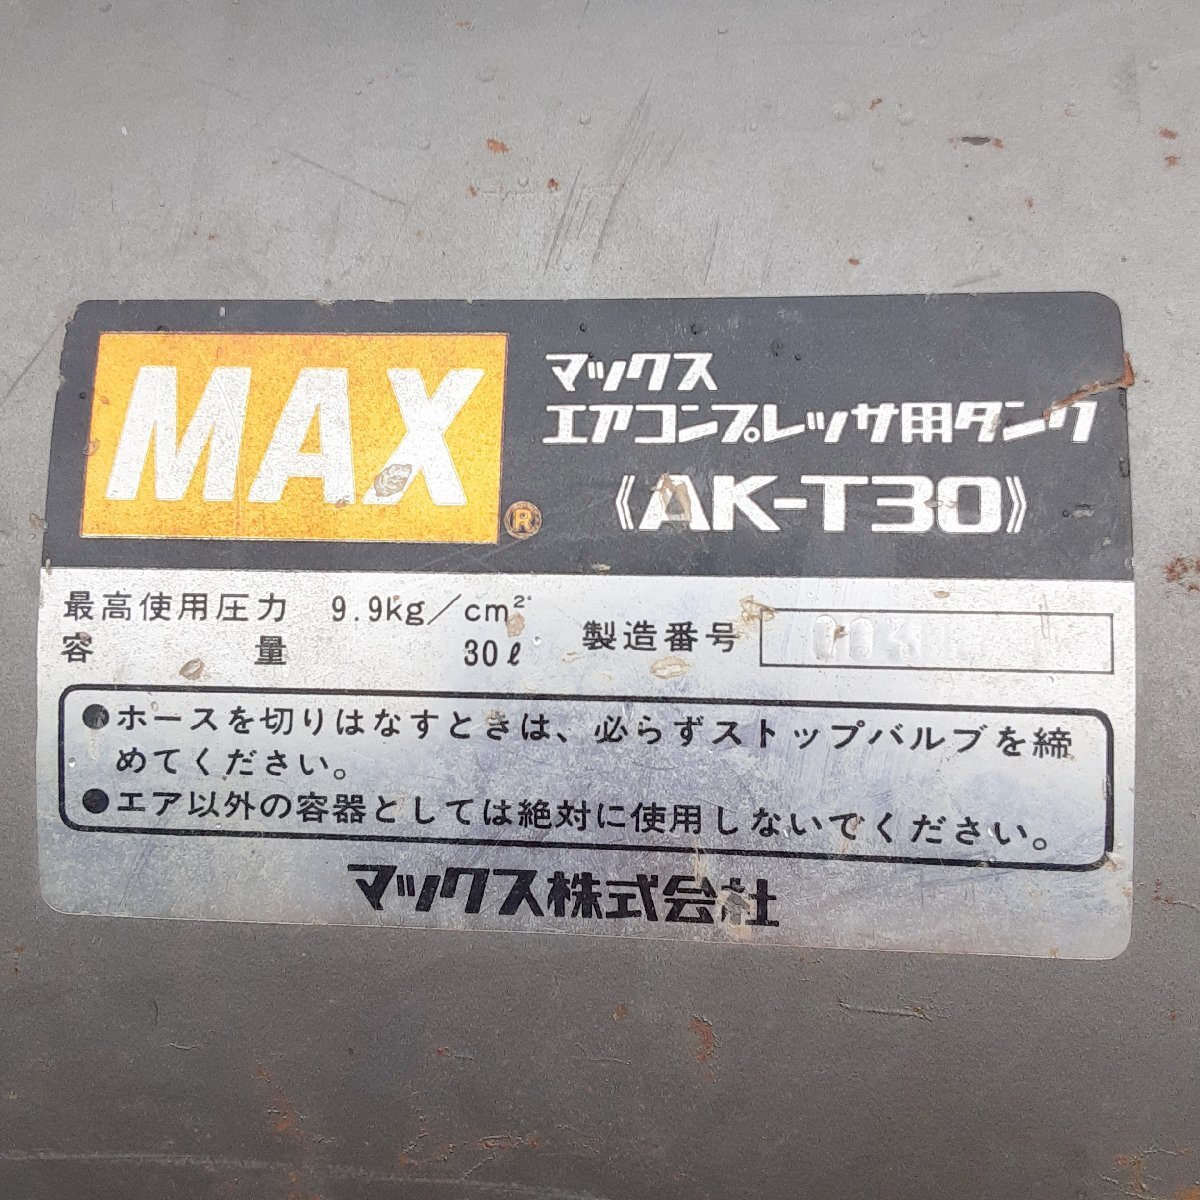 MAX
®
マックス
エアコンプレッサ用タンク
《AK-T30》
最高使用圧力 9.9kg/cm²
容量 30ℓ
製造番号
●ホースを切りはなすときは、必らずストップバルブを締
めてください。
●エア以外の容器としては絶対に使用しないでください。
マックス株式会社